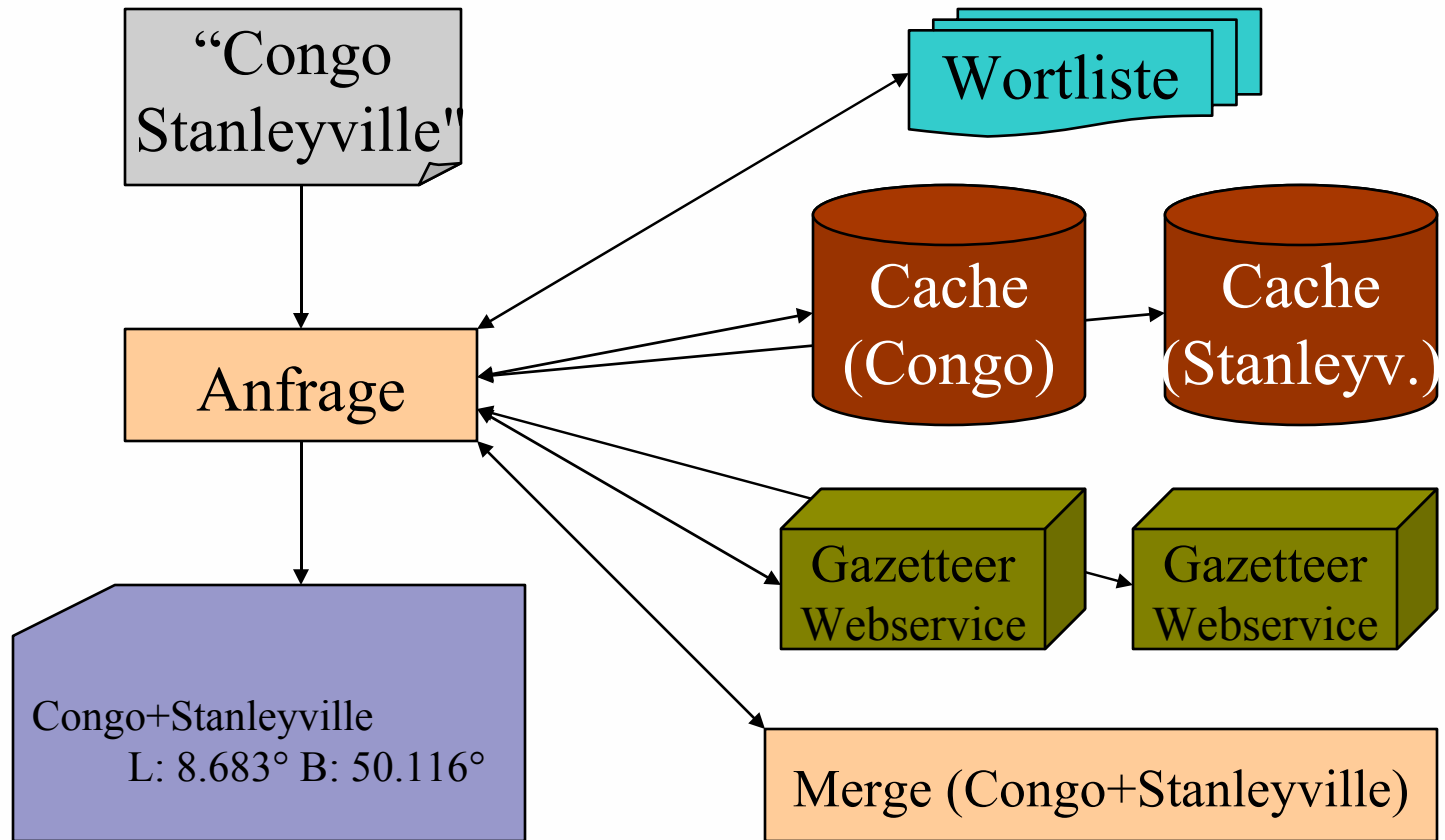 “Congo
Stanleyville"
Wortliste
Cache
(Congo)
Cache
(Stanleyv.)
Anfrage
Gazetteer
Webservice
Gazetteer
Webservice
Congo+Stanleyville
L: 8.683° B: 50.116°
Merge (Congo+Stanleyville)